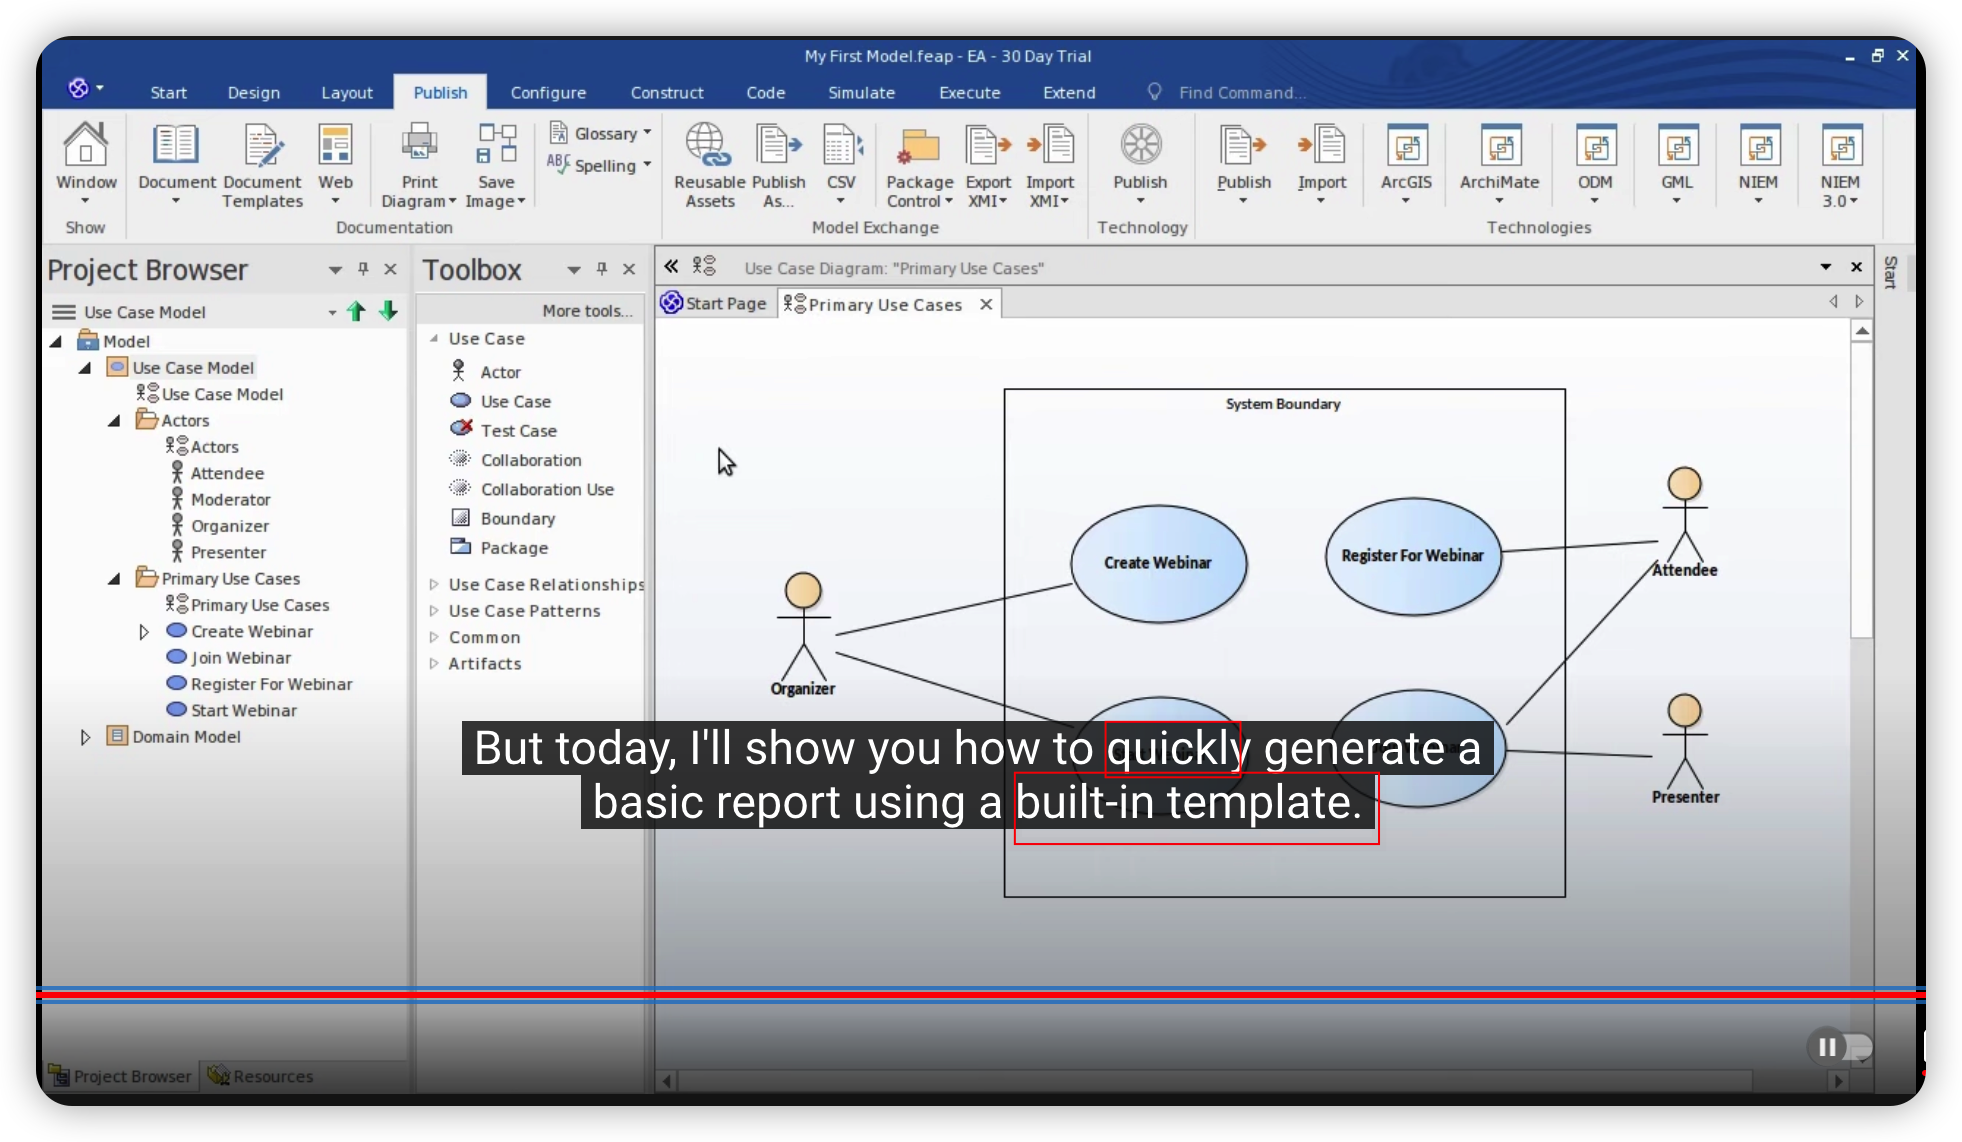 My First Model.feap - EA - 30 Day Trial
Start Design Layout Publish Configure Construct Code Simulate Execute Extend Find Command...
Window
Show
Document
Document Templates
Web
Print Diagram
Save Image
Glossary
Spelling
Documentation
Reusable Assets
Publish As...
CSV
Package Control
Export XMI
Import XMI
Model Exchange
Publish
Technology
Publish
Import
ArcGIS
ArchiMate
ODM
GML
NIEM
NIEM 3.0
Technologies
Project Browser
Use Case Model
Model
Use Case Model
Use Case Model
Actors
Actors
Attendee
Moderator
Organizer
Presenter
Primary Use Cases
Primary Use Cases
Create Webinar
Join Webinar
Register For Webinar
Start Webinar
Domain Model
Project Browser
Resources
Toolbox
More tools...
Use Case
Actor
Use Case
Test Case
Collaboration
Collaboration Use
Boundary
Package
Use Case Relationships
Use Case Patterns
Common
Artifacts
Use Case Diagram: "Primary Use Cases"
Start Page
Primary Use Cases
Start
System Boundary
Create Webinar
Register For Webinar
Attendee
Organizer
Presenter
But today, I'll show you how to quickly generate a
basic report using a built-in template.